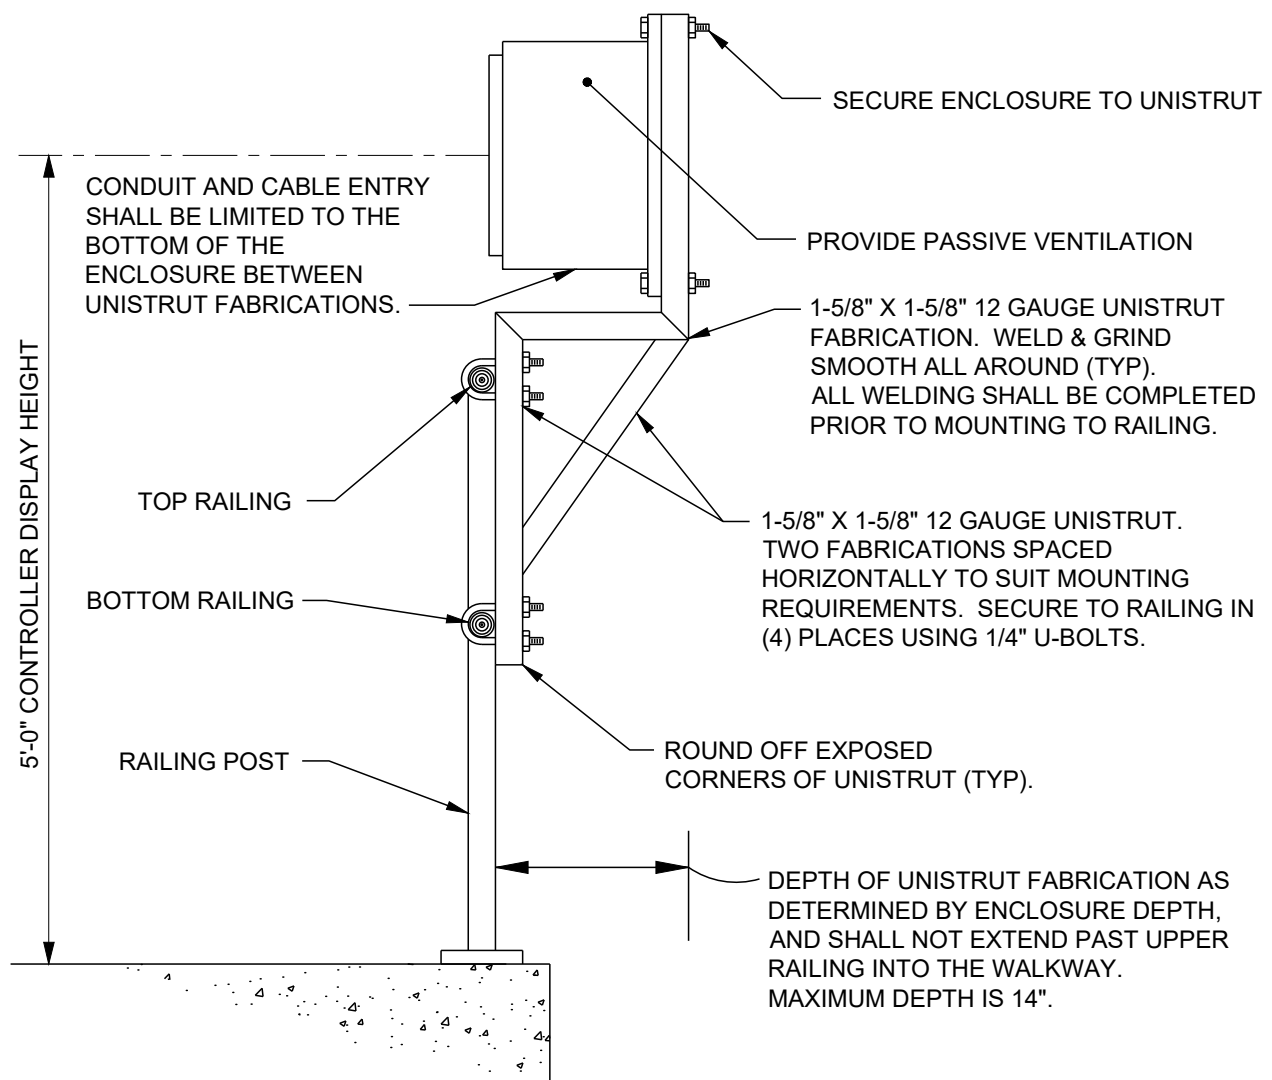 SECURE ENCLOSURE TO UNISTRUT
CONDUIT AND CABLE ENTRY
SHALL BE LIMITED TO THE
BOTTOM OF THE
ENCLOSURE BETWEEN
UNISTRUT FABRICATIONS.
PROVIDE PASSIVE VENTILATION
1-5/8" X 1-5/8" 12 GAUGE UNISTRUT
FABRICATION.  WELD & GRIND
SMOOTH ALL AROUND (TYP).
ALL WELDING SHALL BE COMPLETED
PRIOR TO MOUNTING TO RAILING.
5'-0" CONTROLLER DISPLAY HEIGHT
TOP RAILING
1-5/8" X 1-5/8" 12 GAUGE UNISTRUT.
TWO FABRICATIONS SPACED
HORIZONTALLY TO SUIT MOUNTING
REQUIREMENTS.  SECURE TO RAILING IN
(4) PLACES USING 1/4" U-BOLTS.
BOTTOM RAILING
RAILING POST
ROUND OFF EXPOSED
CORNERS OF UNISTRUT (TYP).
DEPTH OF UNISTRUT FABRICATION AS
DETERMINED BY ENCLOSURE DEPTH,
AND SHALL NOT EXTEND PAST UPPER
RAILING INTO THE WALKWAY.
MAXIMUM DEPTH IS 14".